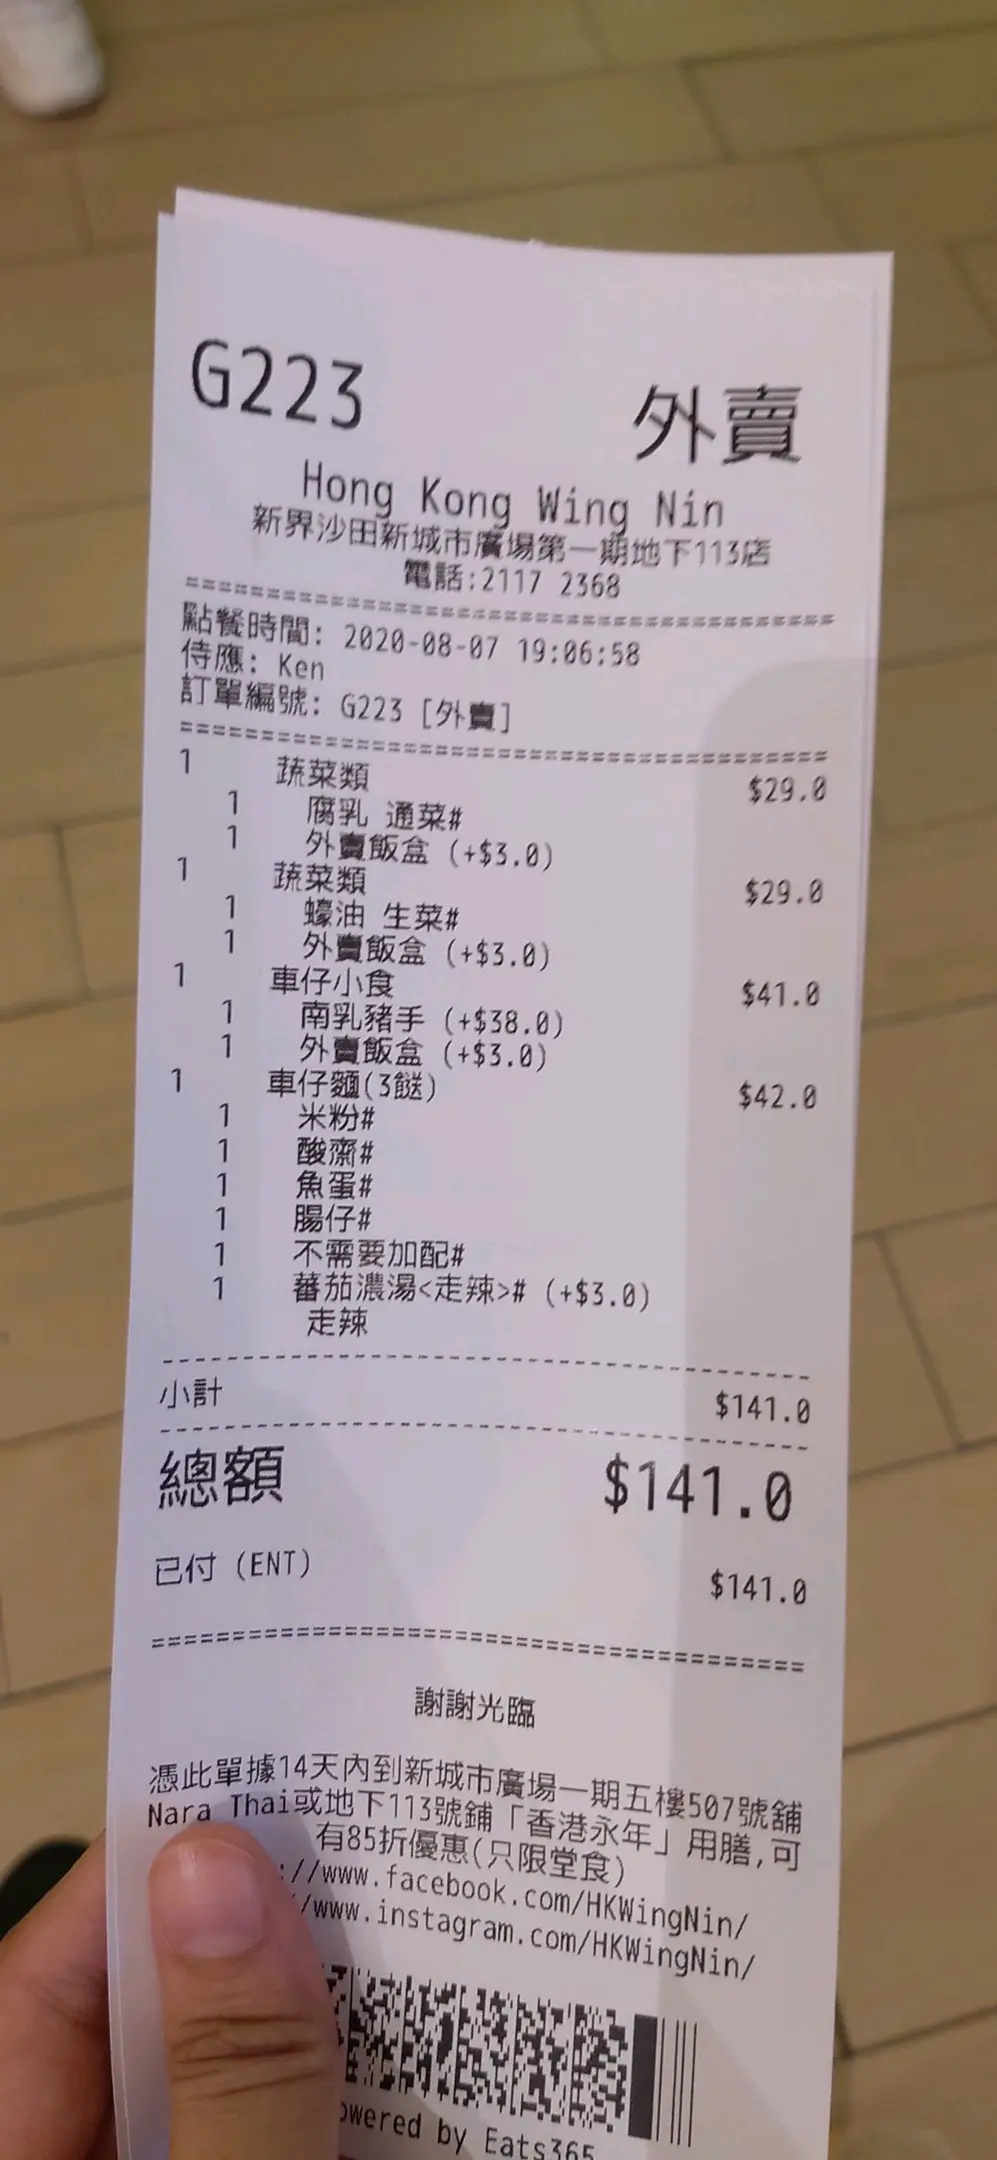 G223 外賣
Hong Kong Wing Nin
新界沙田新城市廣場第一期地下113店
電話:2117 2368
======================================
點餐時間: 2020-08-07 19:06:58
侍應: Ken
訂單編號: G223 [外賣]
======================================
1 蔬菜類 $29.0
1 腐乳 通菜#
1 外賣飯盒 (+$3.0)
1 蔬菜類 $29.0
1 蠔油 生菜#
1 外賣飯盒 (+$3.0)
1 車仔小食 $41.0
1 南乳豬手 (+$38.0)
1 外賣飯盒 (+$3.0)
1 車仔麵(3餸) $42.0
1 米粉#
1 酸齋#
1 魚蛋#
1 腸仔#
1 不需要加配#
1 蕃茄濃湯<走辣># (+$3.0)
走辣
--------------------------------------
小計 $141.0
--------------------------------------
總額 $141.0
已付 (ENT) $141.0
======================================
謝謝光臨
憑此單據14天內到新城市廣場一期五樓507號舖
Nara Thai或地下113號鋪「香港永年」用膳,可
有85折優惠(只限堂食)
://www.facebook.com/HKWingNin/
/www.instagram.com/HKWingNin/
owered by Eats365